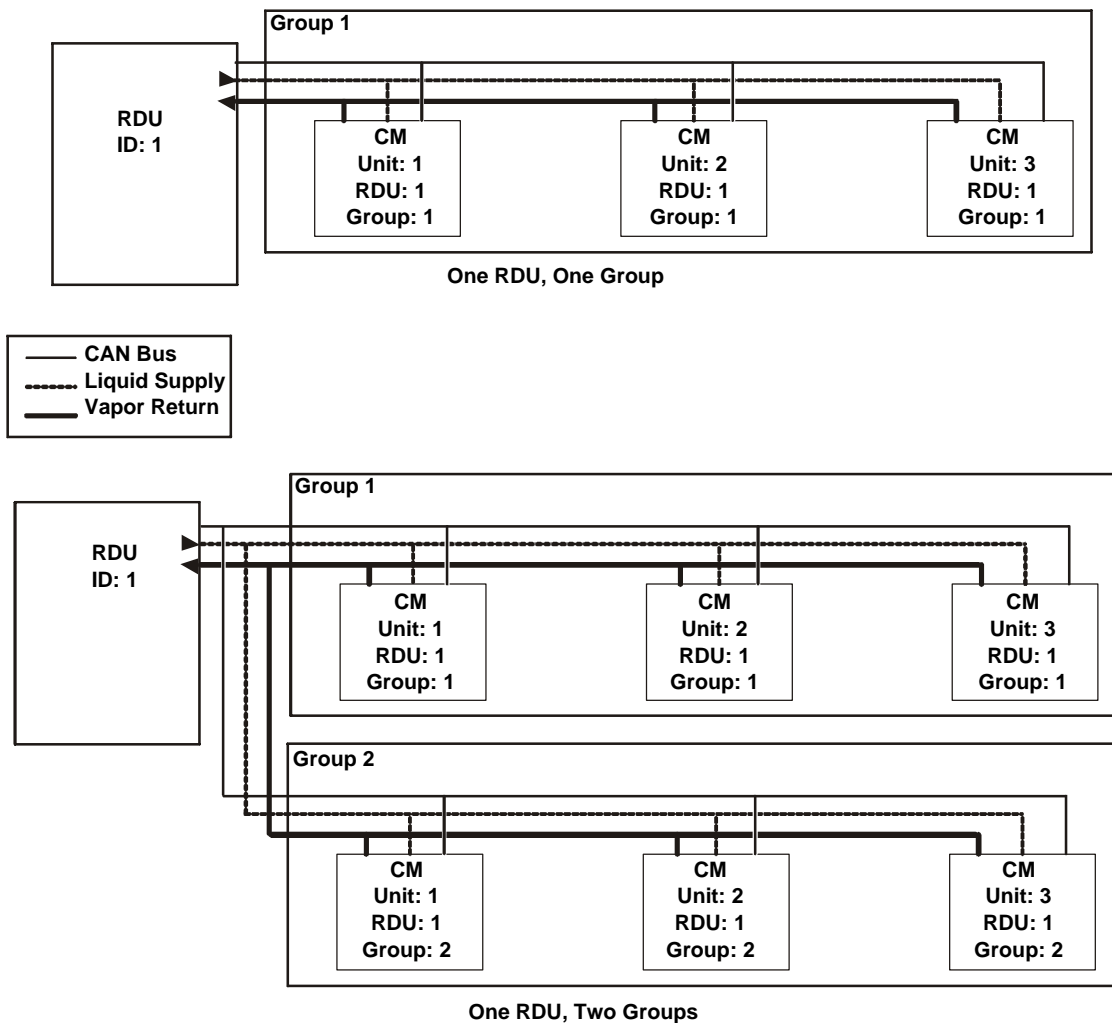 Group 1
RDU
ID: 1
CM
Unit: 1
RDU: 1
Group: 1
CM
Unit: 2
RDU: 1
Group: 1
CM
Unit: 3
RDU: 1
Group: 1
One RDU, One Group
CAN Bus
Liquid Supply
Vapor Return
Group 1
RDU
ID: 1
CM
Unit: 1
RDU: 1
Group: 1
CM
Unit: 2
RDU: 1
Group: 1
CM
Unit: 3
RDU: 1
Group: 1
Group 2
CM
Unit: 1
RDU: 1
Group: 2
CM
Unit: 2
RDU: 1
Group: 2
CM
Unit: 3
RDU: 1
Group: 2
One RDU, Two Groups